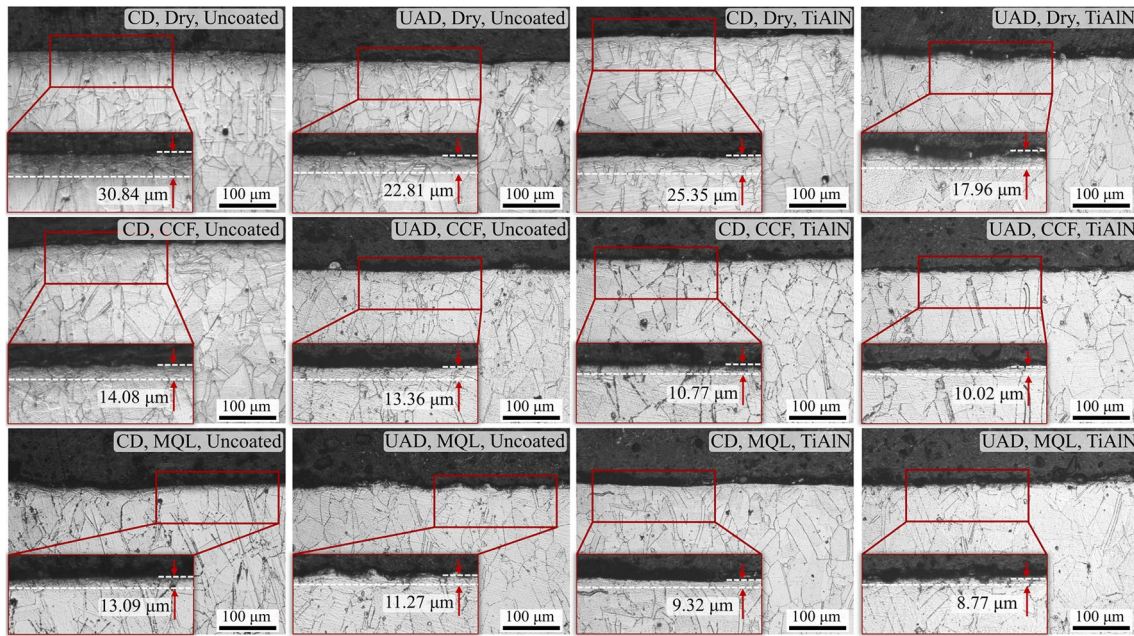 CD, Dry, Uncoated
30.84 μm
100 μm
UAD, Dry, Uncoated
22.81 μm
100 μm
CD, Dry, TiAlN
25.35 μm
100 μm
UAD, Dry, TiAlN
17.96 μm
100 μm
CD, CCF, Uncoated
14.08 μm
100 μm
UAD, CCF, Uncoated
13.36 μm
100 μm
CD, CCF, TiAlN
10.77 μm
100 μm
UAD, CCF, TiAlN
10.02 μm
100 μm
CD, MQL, Uncoated
13.09 μm
100 μm
UAD, MQL, Uncoated
11.27 μm
100 μm
CD, MQL, TiAlN
9.32 μm
100 μm
UAD, MQL, TiAlN
8.77 μm
100 μm